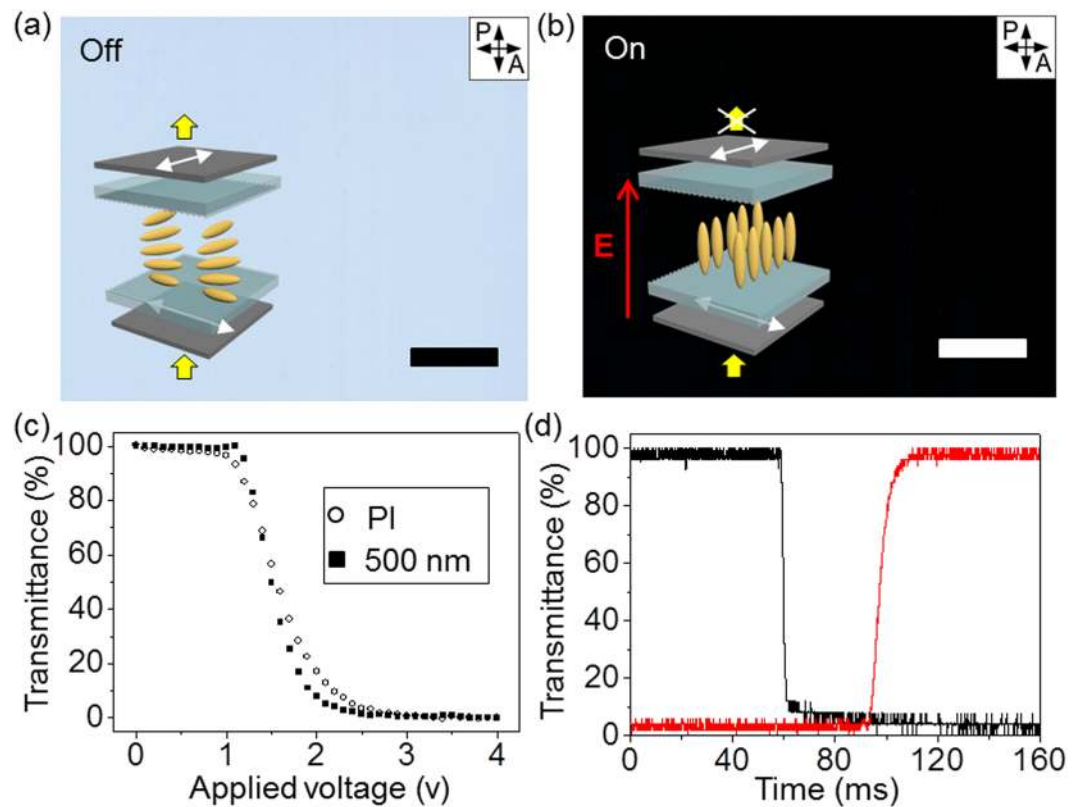 (a)
Off
P
A
(b)
On
P
A
E
(c)
Transmittance (%)
100
80
60
40
20
0
PI
500 nm
0
1
2
3
4
Applied voltage (v)
(d)
Transmittance (%)
100
80
60
40
20
0
0
40
80
120
160
Time (ms)